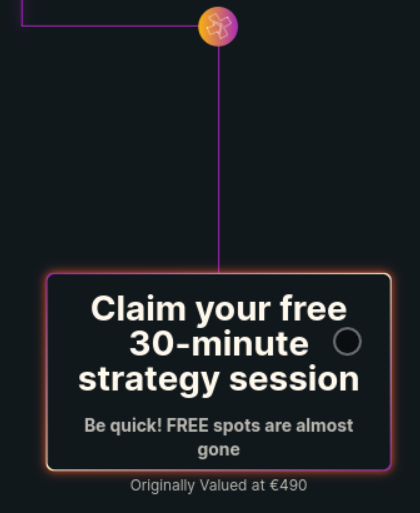 Claim your free
30-minute
strategy session
Be quick! FREE spots are almost
gone
Originally Valued at €490